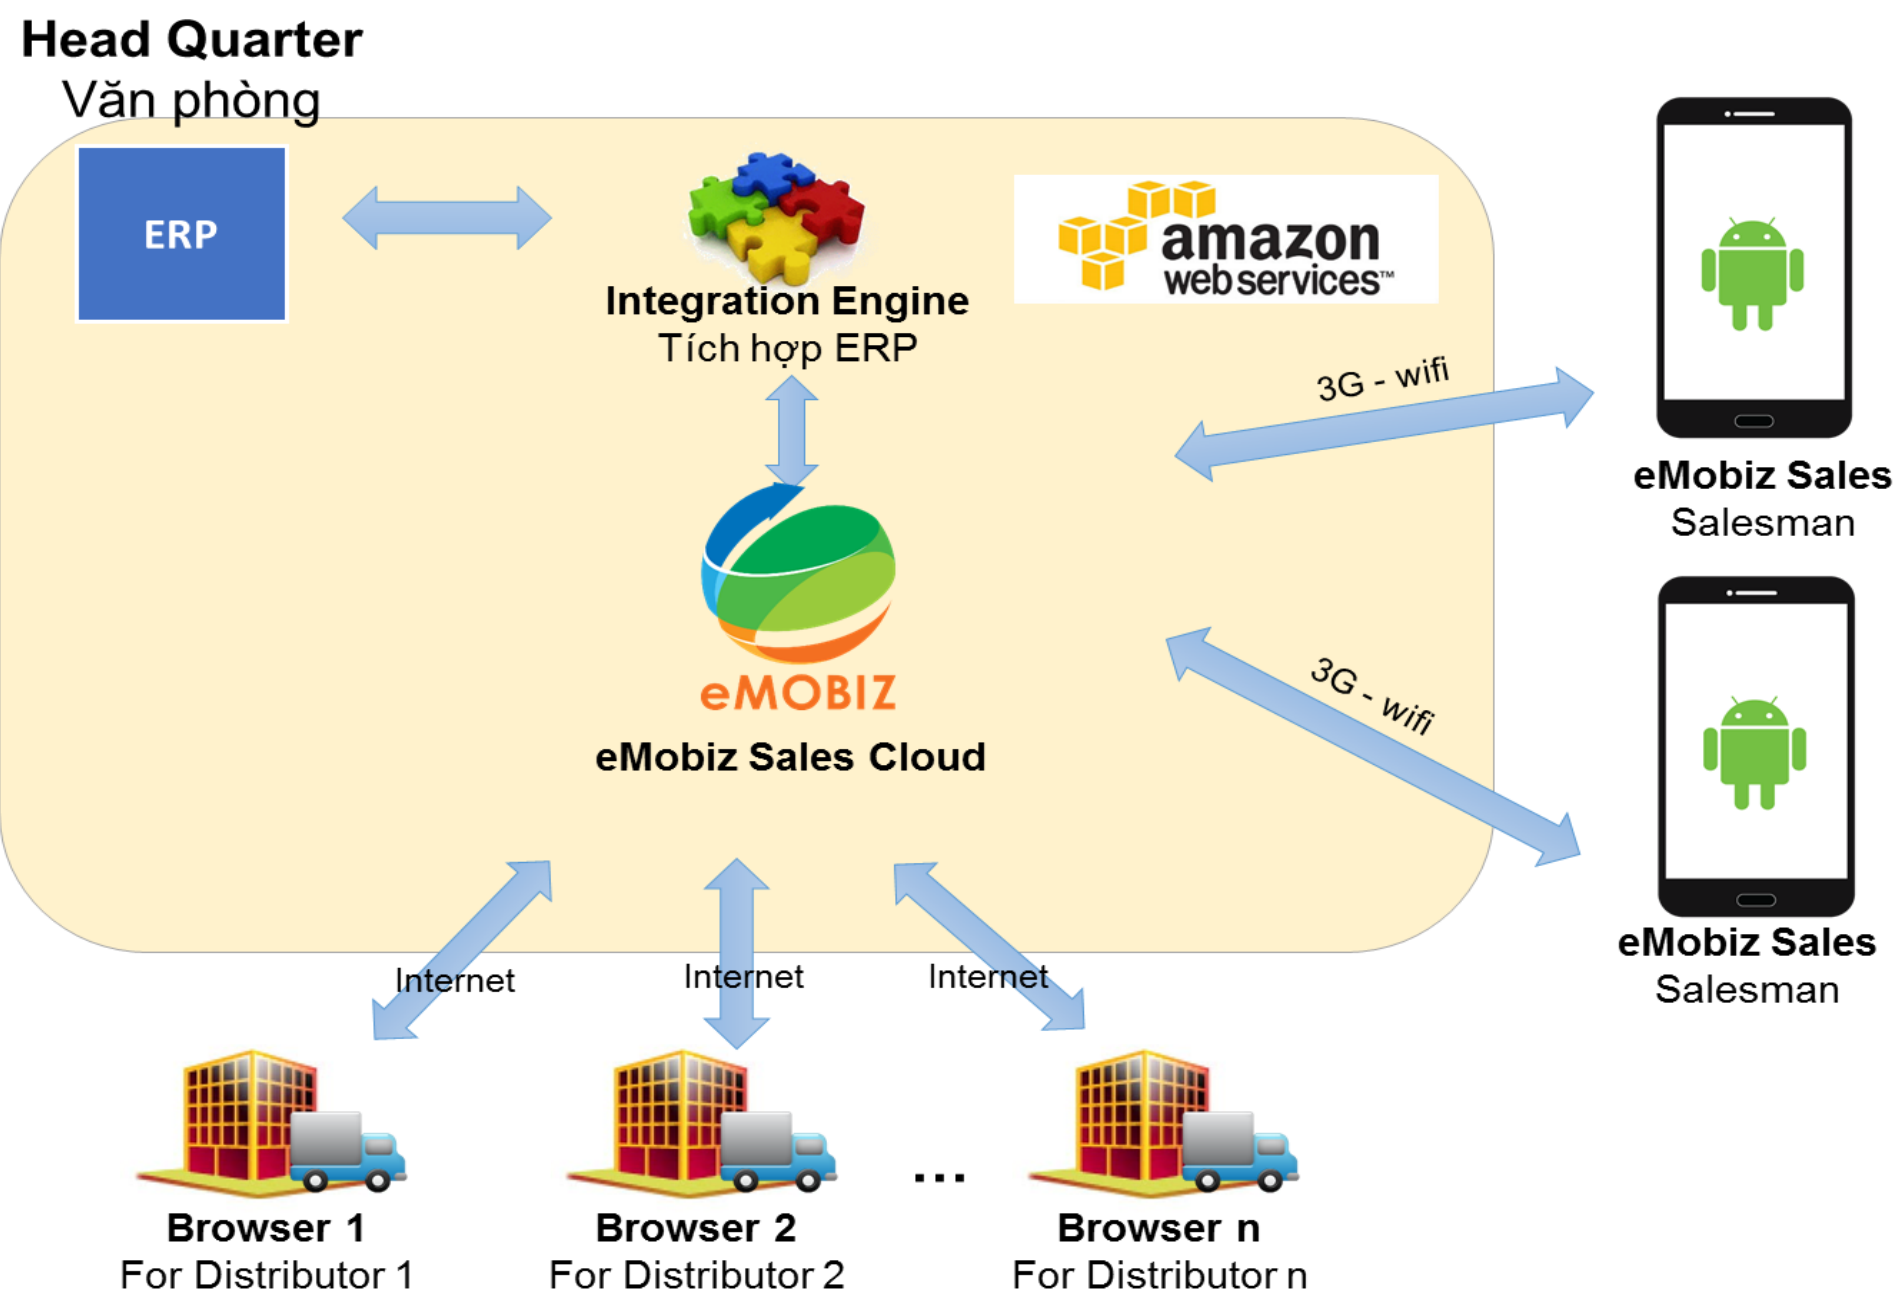 Head Quarter
Văn phòng
ERP
Integration Engine
Tích hợp ERP
amazon
web services™
3G - wifi
eMobiz Sales
Salesman
eMOBIZ
eMobiz Sales Cloud
3G - wifi
eMobiz Sales
Salesman
Internet
Internet
Internet
Browser 1
For Distributor 1
Browser 2
For Distributor 2
...
Browser n
For Distributor n